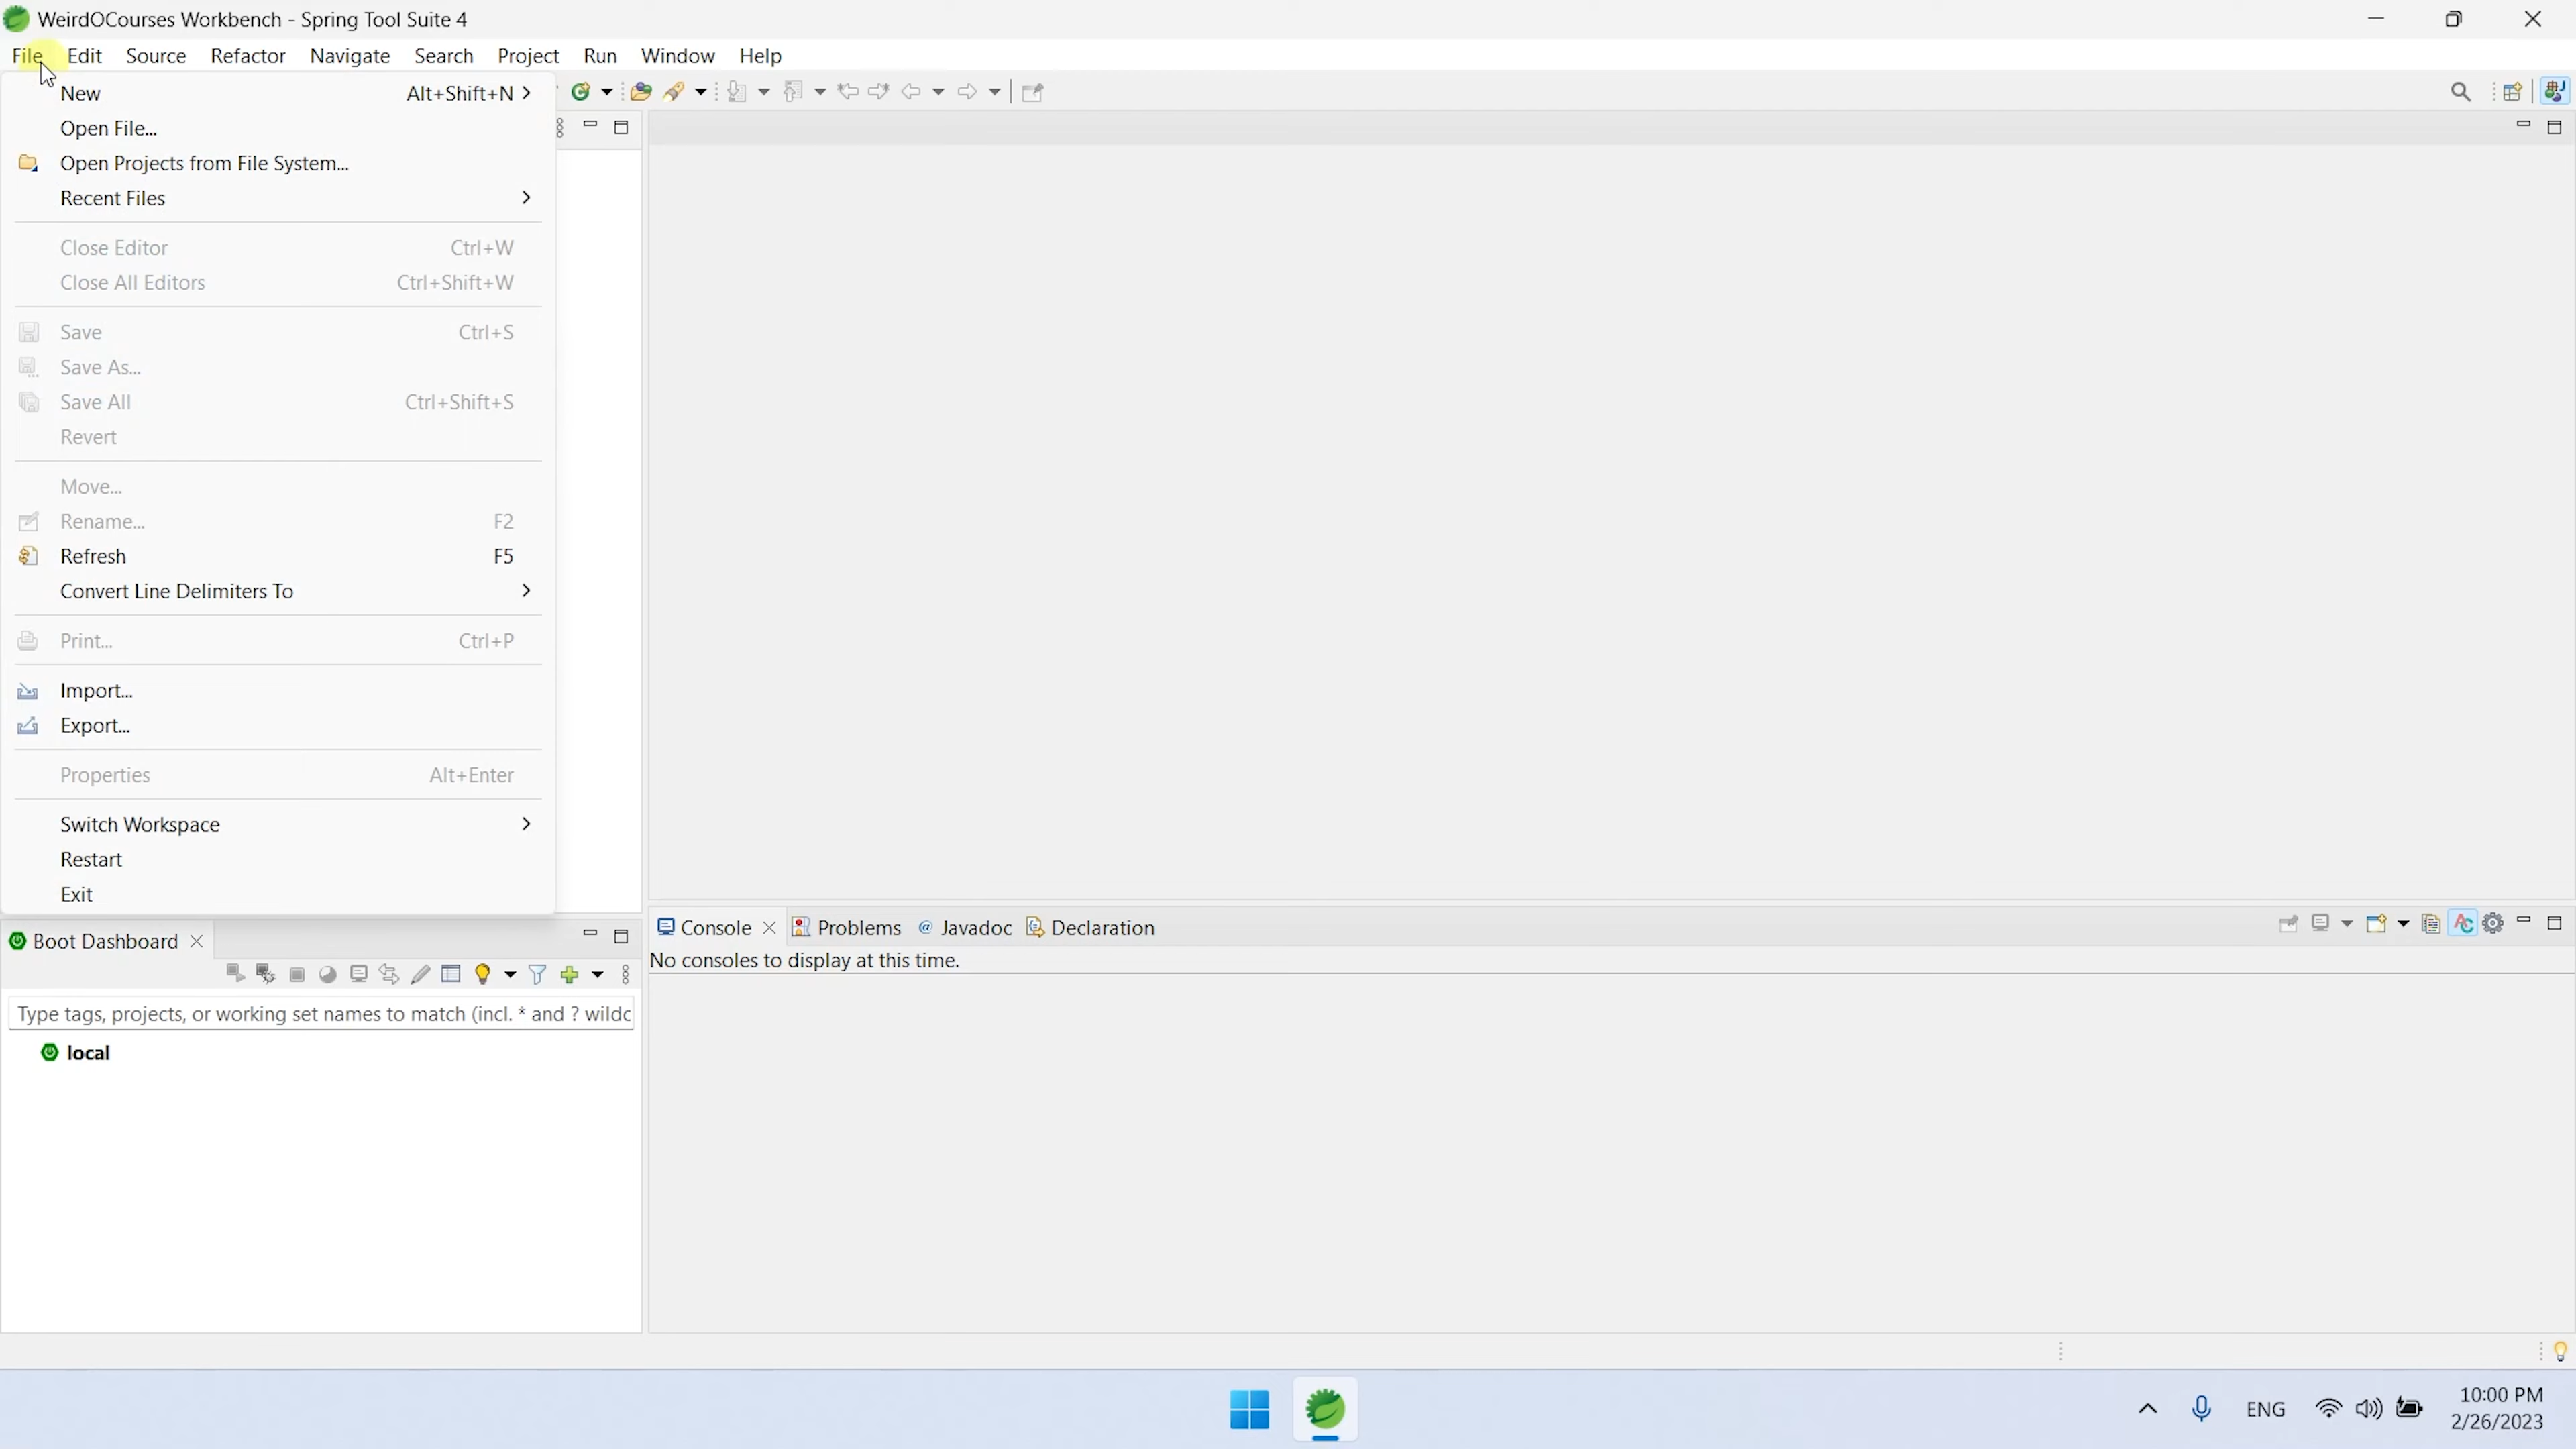 WeirdOCourses Workbench - Spring Tool Suite 4
File Edit Source Refactor Navigate Search Project Run Window Help
New Alt+Shift+N
Open File...
Open Projects from File System...
Recent Files
Close Editor Ctrl+W
Close All Editors Ctrl+Shift+W
Save Ctrl+S
Save As...
Save All Ctrl+Shift+S
Revert
Move...
Rename... F2
Refresh F5
Convert Line Delimiters To
Print... Ctrl+P
Import...
Export...
Properties Alt+Enter
Switch Workspace
Restart
Exit
Boot Dashboard
Type tags, projects, or working set names to match (incl. * and ? wildc
local
Console Problems @ Javadoc Declaration
No consoles to display at this time.
ENG
10:00 PM
2/26/2023